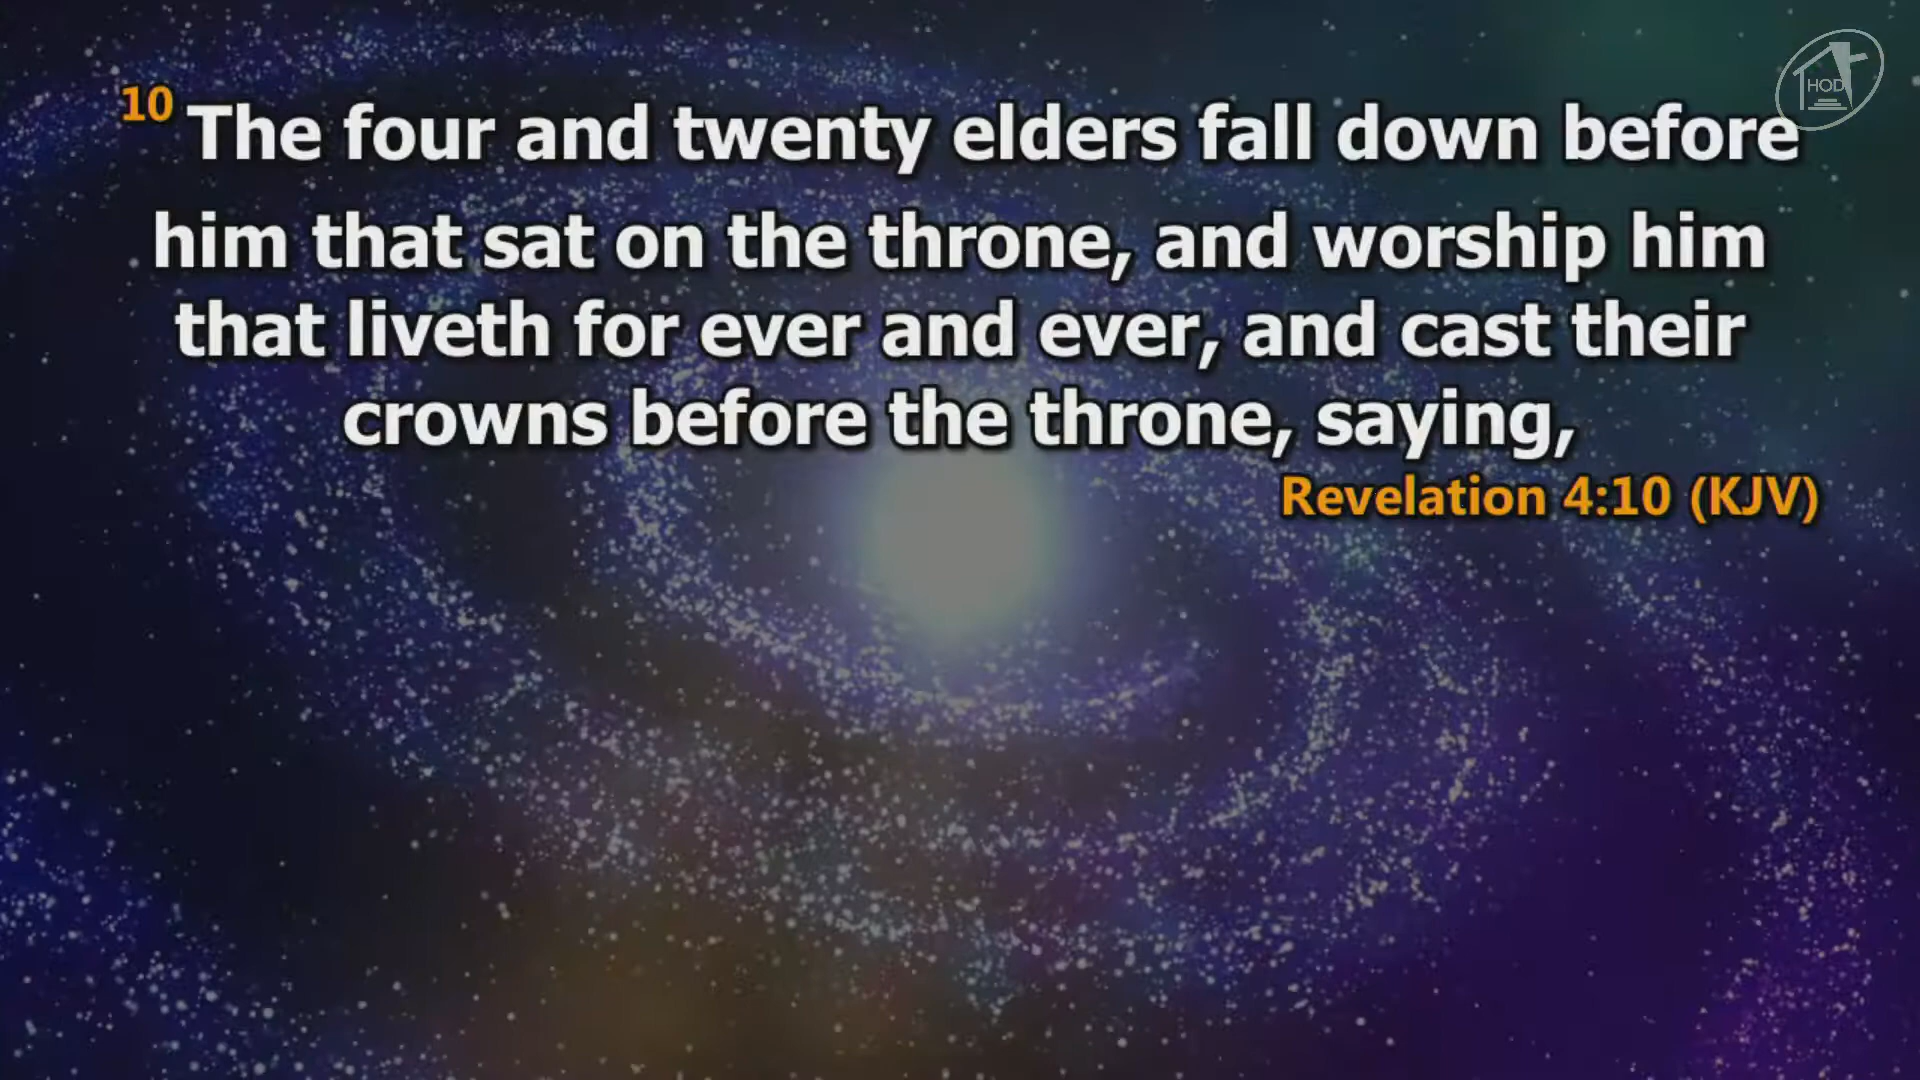 HOD
10 The four and twenty elders fall down before
him that sat on the throne, and worship him
that liveth for ever and ever, and cast their
crowns before the throne, saying,
Revelation 4:10 (KJV)